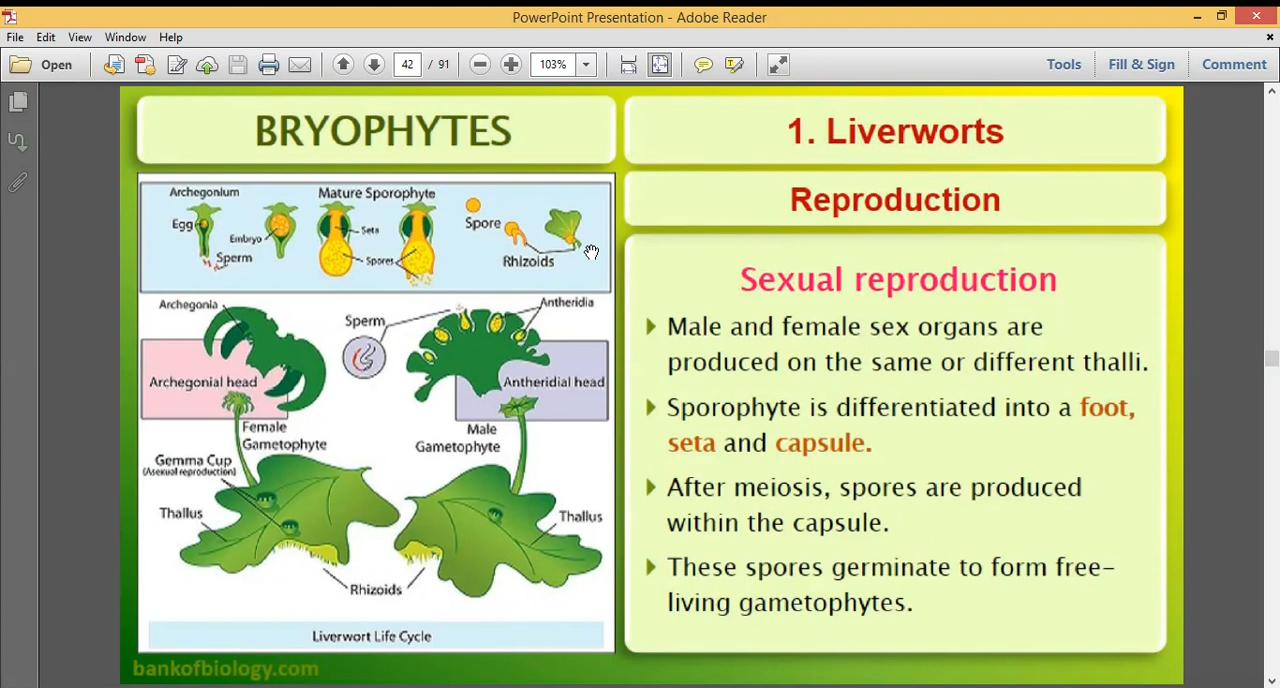 PowerPoint Presentation - Adobe Reader
File Edit View Window Help
Open 42 / 91 103% Tools Fill & Sign Comment
BRYOPHYTES
Archegonium
Mature Sporophyte
Egg
Embryo
Sperm
Seta
Spores
Spore
Rhizoids
Archegonia
Sperm
Antheridia
Archegonial head
Antheridial head
Female
Gametophyte
Male
Gametophyte
Gemma Cup
(Asexual reproduction)
Thallus
Thallus
Rhizoids
Liverwort Life Cycle
bankofbiology.com
1. Liverworts
Reproduction
Sexual reproduction
Male and female sex organs are
produced on the same or different thalli.
Sporophyte is differentiated into a foot,
seta and capsule.
After meiosis, spores are produced
within the capsule.
These spores germinate to form free-
living gametophytes.